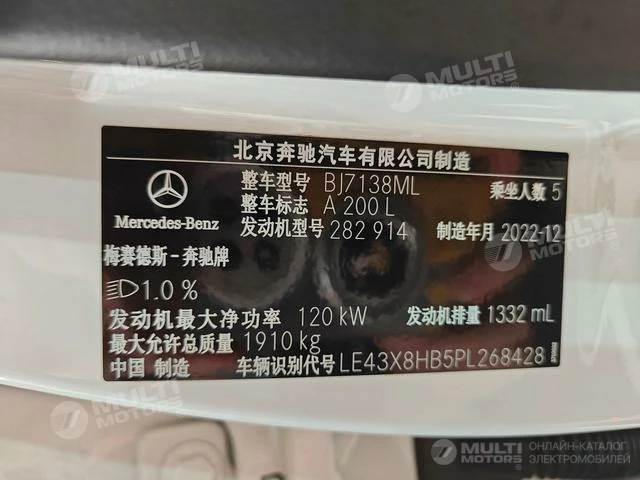 MULTI MOTORS
MULTI MOTORS
北京奔驰汽车有限公司制造
整车型号 BJ7138ML 乘坐人数 5
整车标志 A 200 L
发动机型号 282 914 制造年月 2022-12
Mercedes-Benz
梅赛德斯-奔驰牌
1.0 %
发动机最大净功率 120 kW 发动机排量 1332 mL
最大允许总质量 1910 kg
中国 制造 车辆识别代号 LE43X8HB5PL268428
MULTI MOTORS ОНЛАЙН-КАТАЛОГ
ЭЛЕКТРОМОБИЛЕЙ